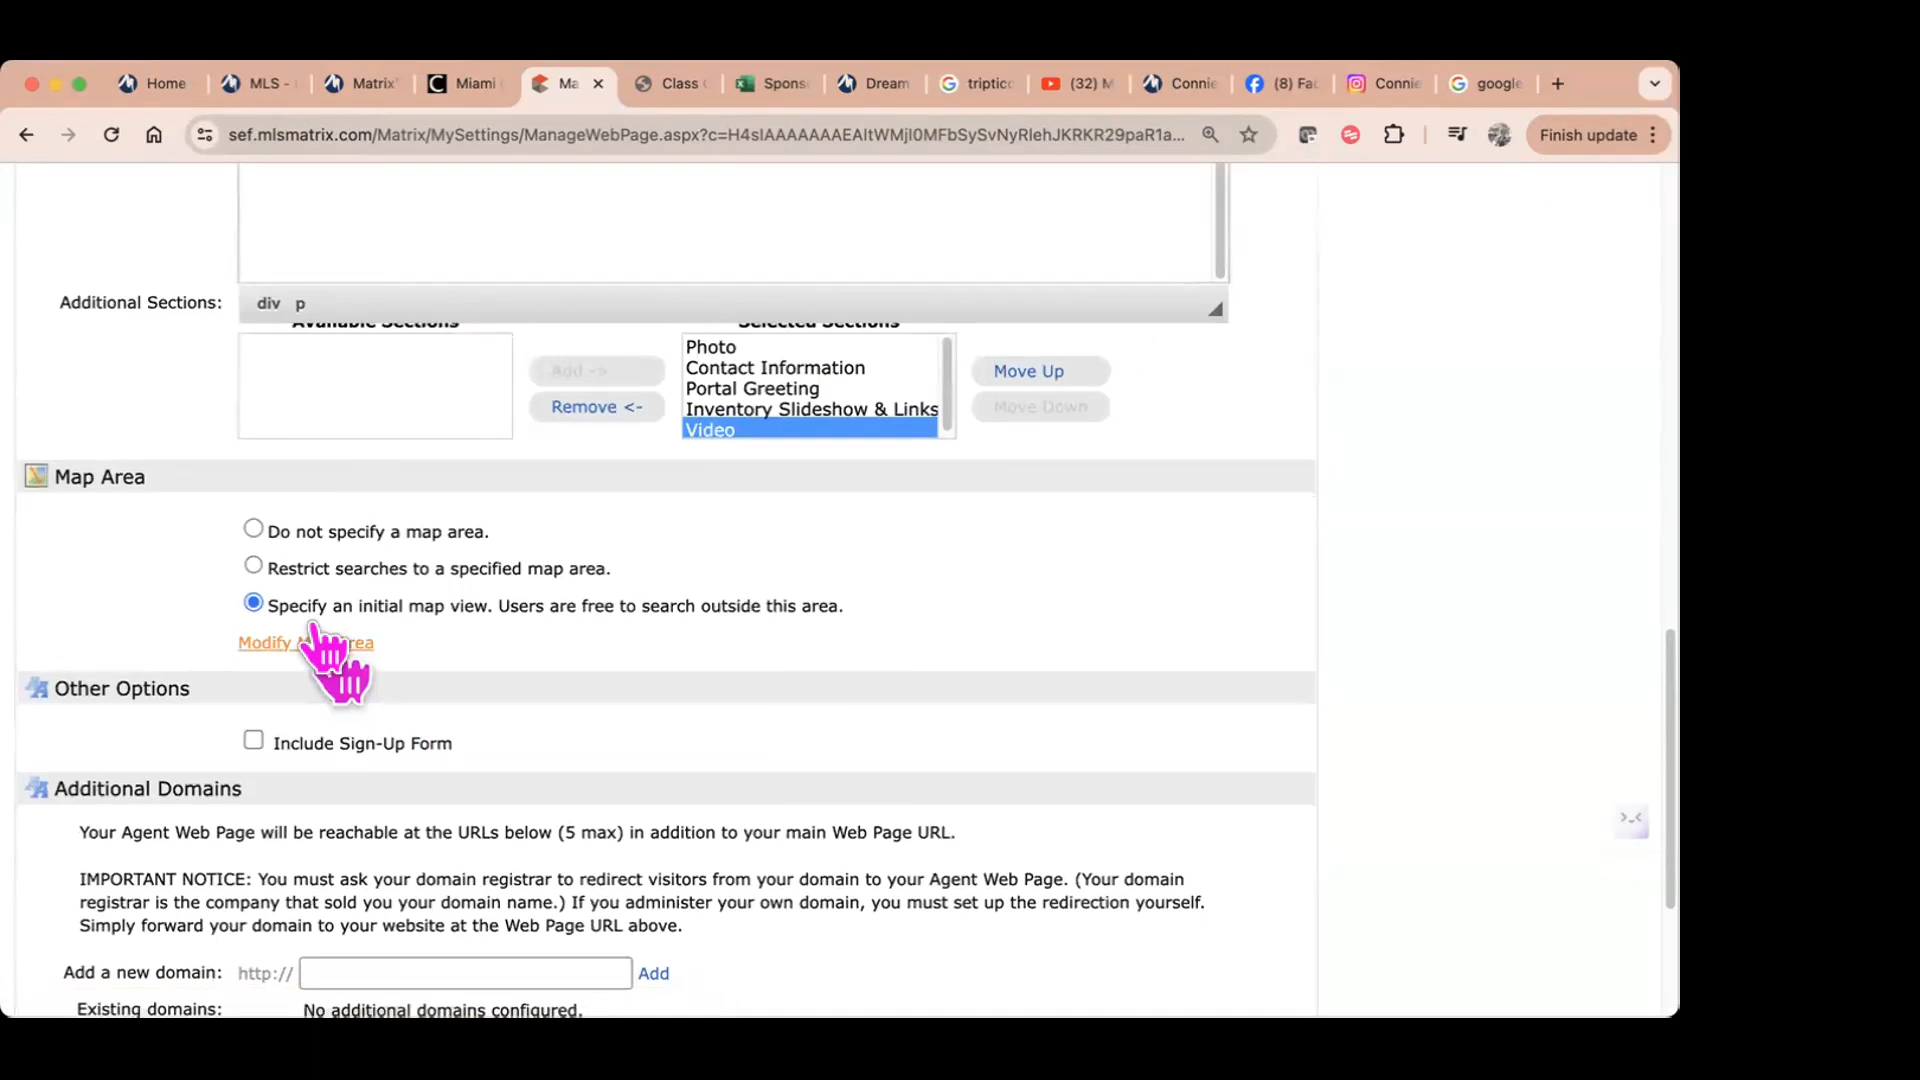 Home
MLS -
Matrix
Miami
Ma
Class
Spons
Dream
triptic
(32) M
Connie
(8) Fac
Connie
google
sef.mlsmatrix.com/Matrix/MySettings/ManageWebPage.aspx?c=H4sIAAAAAAAEAItWMjI0MFbSySvNyRlehJKRKR29paR1a...
Finish update
Additional Sections:
div p
Available Sections
Selected Sections
Photo
Contact Information
Portal Greeting
Inventory Slideshow & Links
Video
Add ->
Remove <-
Move Up
Move Down
Map Area
Do not specify a map area.
Restrict searches to a specified map area.
Specify an initial map view. Users are free to search outside this area.
Modify
Other Options
Include Sign-Up Form
Additional Domains
Your Agent Web Page will be reachable at the URLs below (5 max) in addition to your main Web Page URL.
IMPORTANT NOTICE: You must ask your domain registrar to redirect visitors from your domain to your Agent Web Page. (Your domain
registrar is the company that sold you your domain name.) If you administer your own domain, you must set up the redirection yourself.
Simply forward your domain to your website at the Web Page URL above.
Add a new domain: http:// Add
Existing domains: No additional domains configured.